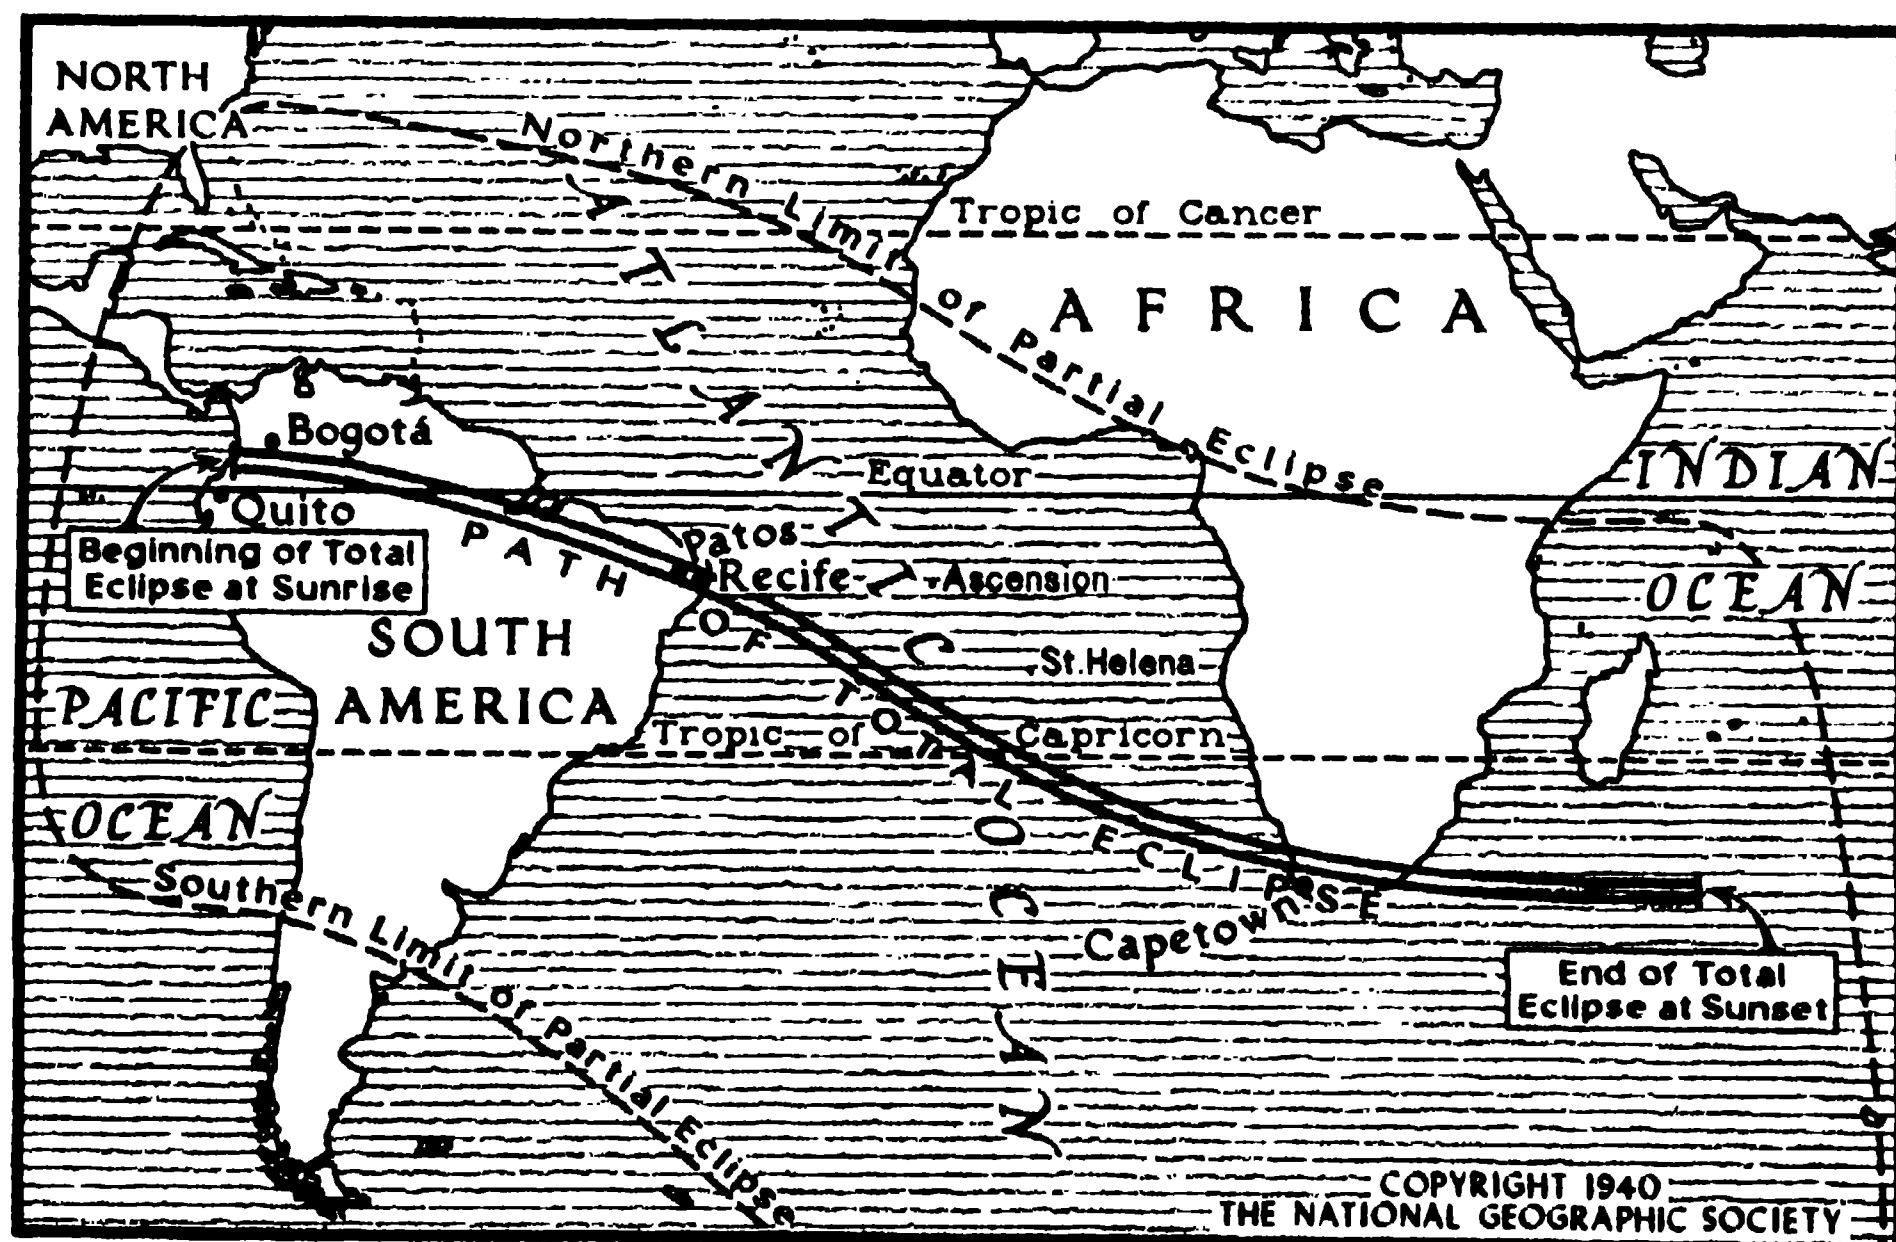 NORTH
AMERICA
Northern Limit of Partial Eclipse
ATLANTIC OCEAN
Tropic of Cancer
AFRICA
Bogotá
Equator
INDIAN
OCEAN
Quito
Beginning of Total
Eclipse at Sunrise
PATH OF TOTAL ECLIPSE
Patos
Recife
Ascension
SOUTH
AMERICA
St. Helena
PACIFIC
OCEAN
Tropic of Capricorn
Southern Limit of Partial Eclipse
Capetown
End of Total
Eclipse at Sunset
COPYRIGHT 1940
THE NATIONAL GEOGRAPHIC SOCIETY